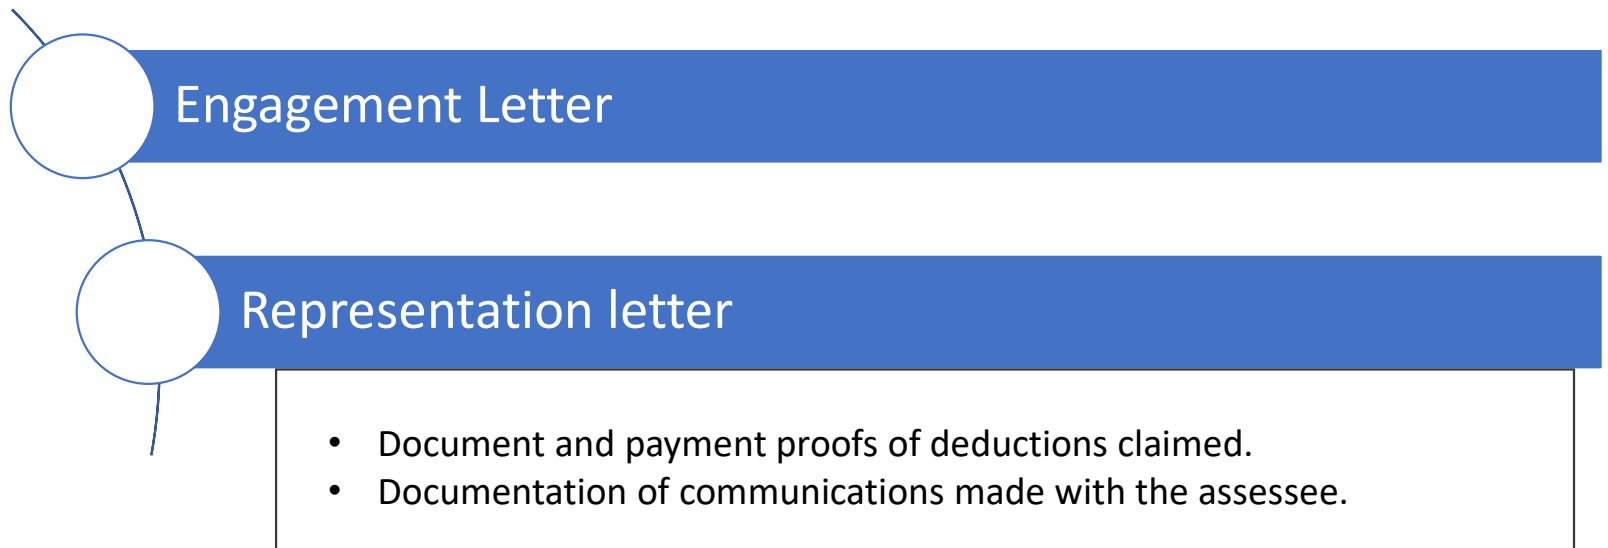 Engagement Letter
Representation letter
• Document and payment proofs of deductions claimed.
• Documentation of communications made with the assessee.